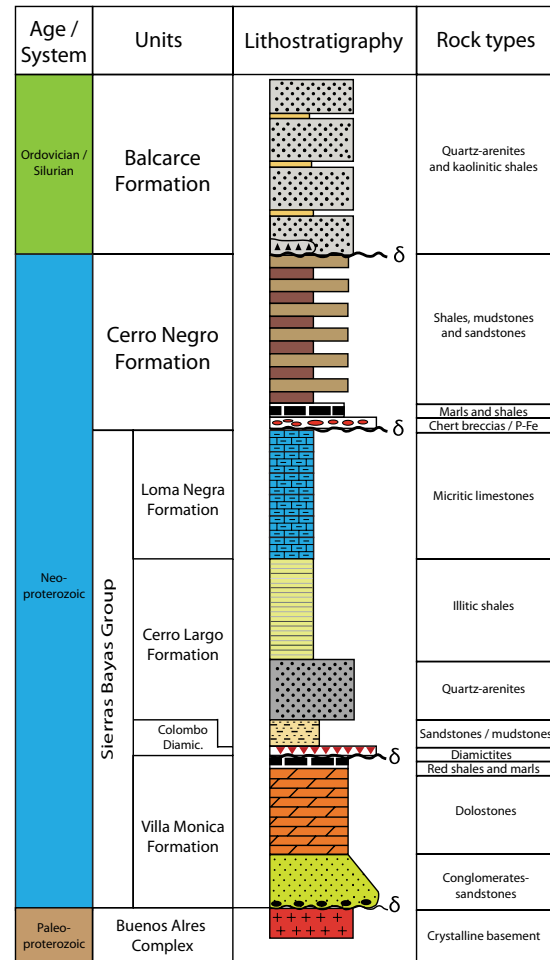 Age /
System
Units
Lithostratigraphy
Rock types
Ordovician /
Silurian
Balcarce
Formation
Quartz-arenites
and kaolinitic shales
δ
Cerro Negro
Formation
Shales, mudstones
and sandstones
Marls and shales
Chert breccias / P-Fe
δ
Neo-
proterozoic
Sierras Bayas Group
Loma Negra
Formation
Micritic limestones
Cerro Largo
Formation
Illitic shales
Quartz-arenites
Colombo
Diamic.
Sandstones / mudstones
Diamictites
δ
Red shales and marls
Villa Monica
Formation
Dolostones
Conglomerates-
sandstones
δ
Paleo-
proterozoic
Buenos AIres
Complex
Crystalline basement